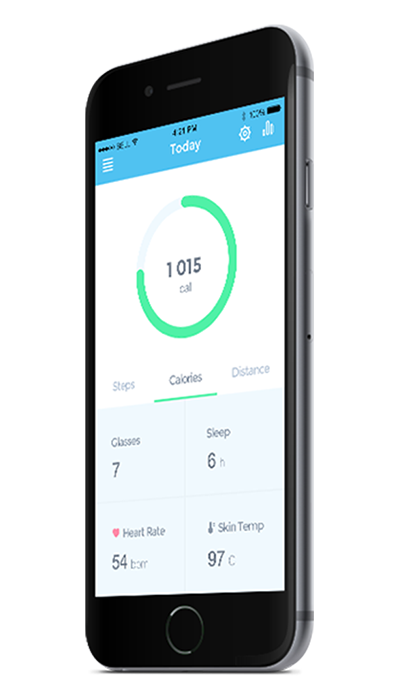 BELL 4:21 PM 100%
Today
1 015
cal
Steps Calories Distance
Glasses Sleep
7 6 h
Heart Rate Skin Temp
54 bpm 97 C